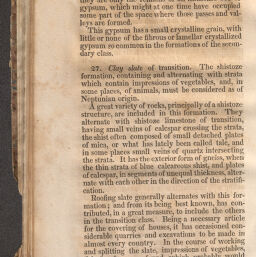 gypsum, which might at one time have occupied
some part of the space where those passes and val-
leys are formed.
This gypsum has a small crystalline grain, with
little or none of the fibrous or lamellar crystallized
gypsum so common in the formations of the secon-
dary class.
27. Clay slate of transition. The shistoze
formation, containing and alternating with strata
which contain impressions of vegetables, and, in
some places, of animals, must be considered as of
Neptunian origin.
A great variety of rocks, principally of a shistoze
structure, are included in this formation. They
alternate with shistose limestone of transition,
having small veins of calcspar crossing the strata,
the shist often composed of small detached plates
of mica, or what has lately been called talc, and
in some places small veins of quartz intersecting
the strata. It has the exterior form of gneiss, when
the thin strata of blue calcareous shist, and plates
of calcspar, in segments of unequal thickness, alter-
nate with each other in the direction of the stratifi-
cation.
Roofing slate generally alternates with this for-
mation; and from its being best known, has con-
tributed, in a great measure, to include the others
in the transition class. Being a necessary article
for the covering of houses, it has occasioned con-
siderable quarries and excavations to be made in
almost every country. In the course of working
and splitting the slate, impressions of vegetables,